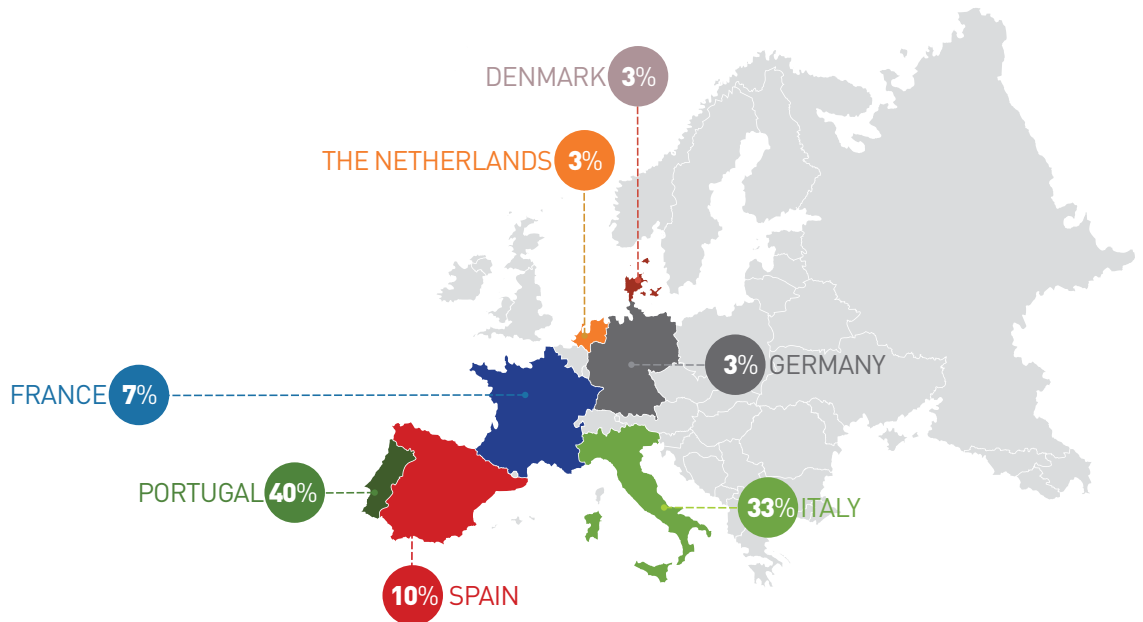 DENMARK 3%
THE NETHERLANDS 3%
3% GERMANY
FRANCE 7%
PORTUGAL 40%
33% ITALY
10% SPAIN